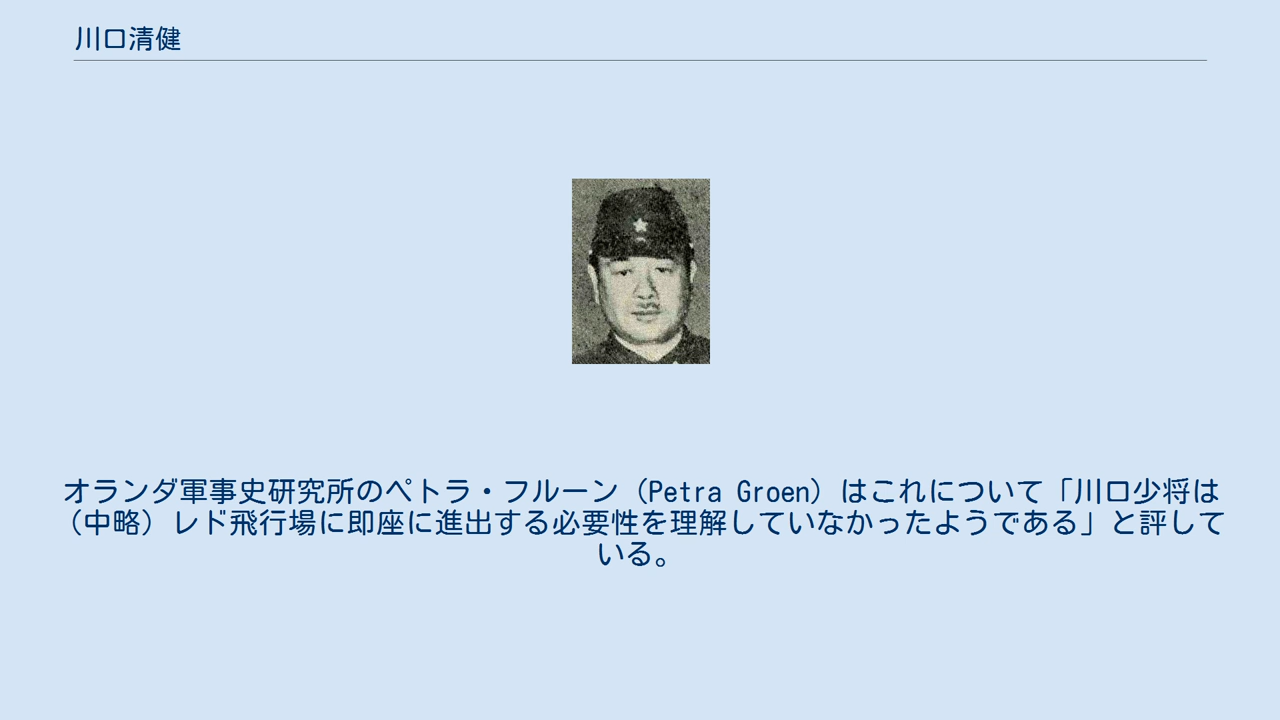 川口清健
オランダ軍事史研究所のペトラ・フルーン（Petra Groen）はこれについて「川口少将は
（中略）レド飛行場に即座に進出する必要性を理解していなかったようである」と評して
いる。